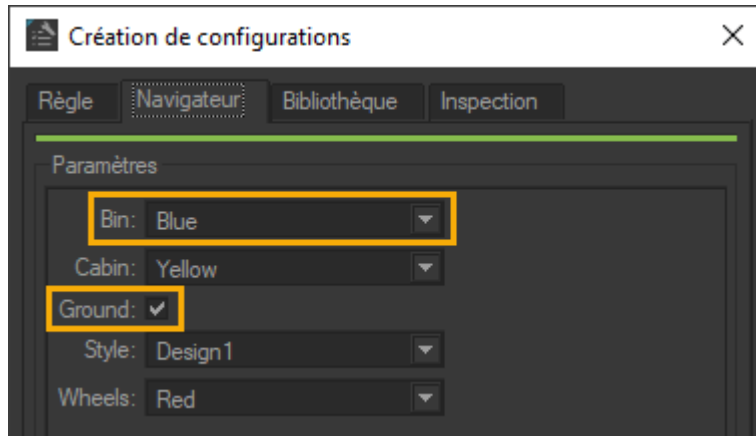 Création de configurations
Règle Navigateur Bibliothèque Inspection
Paramètres
Bin: Blue
Cabin: Yellow
Ground:
Style: Design1
Wheels: Red